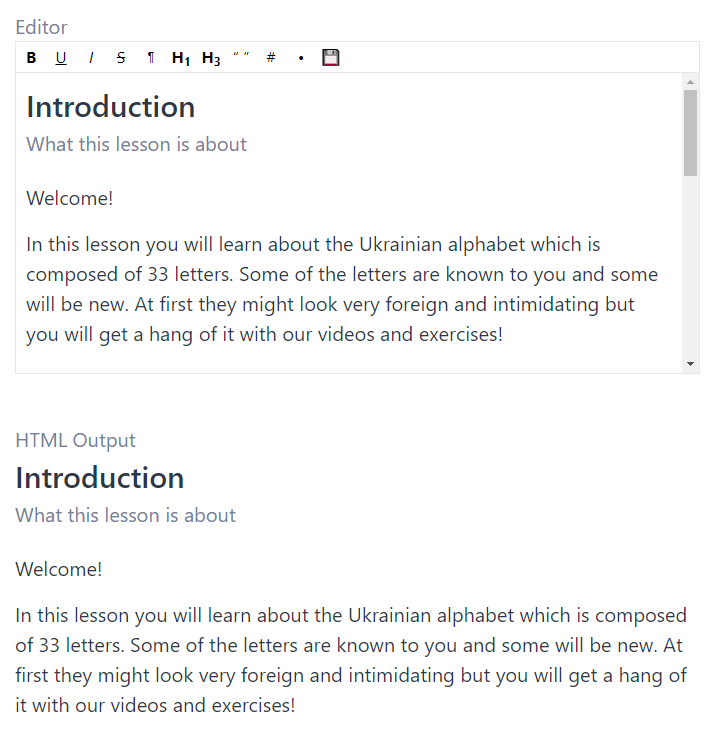 Editor
B U I S ¶ H1 H3 “ ” # •
Introduction
What this lesson is about
Welcome!
In this lesson you will learn about the Ukrainian alphabet which is
composed of 33 letters. Some of the letters are known to you and some
will be new. At first they might look very foreign and intimidating but
you will get a hang of it with our videos and exercises!
HTML Output
Introduction
What this lesson is about
Welcome!
In this lesson you will learn about the Ukrainian alphabet which is composed
of 33 letters. Some of the letters are known to you and some will be new. At
first they might look very foreign and intimidating but you will get a hang of
it with our videos and exercises!